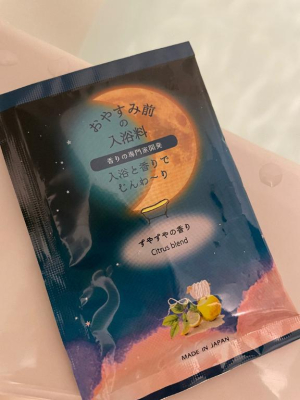 おやすみ前
の
入浴料
香りの専門家開発
入浴と香りで
じんわ〜り
すやすやの香り
Citrus blend
MADE IN JAPAN